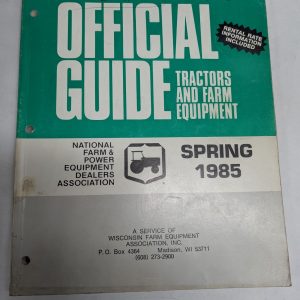 OFFICIAL
GUIDE
TRACTORS
AND FARM
EQUIPMENT
RENTAL RATE
INFORMATION
INCLUDED
NATIONAL
FARM &
POWER
EQUIPMENT
DEALERS
ASSOCIATION
SPRING
1985
A SERVICE OF
WISCONSIN FARM EQUIPMENT
ASSOCIATION, INC.
P. O. Box 4364 Madison, WI 53711
(608) 273-2900